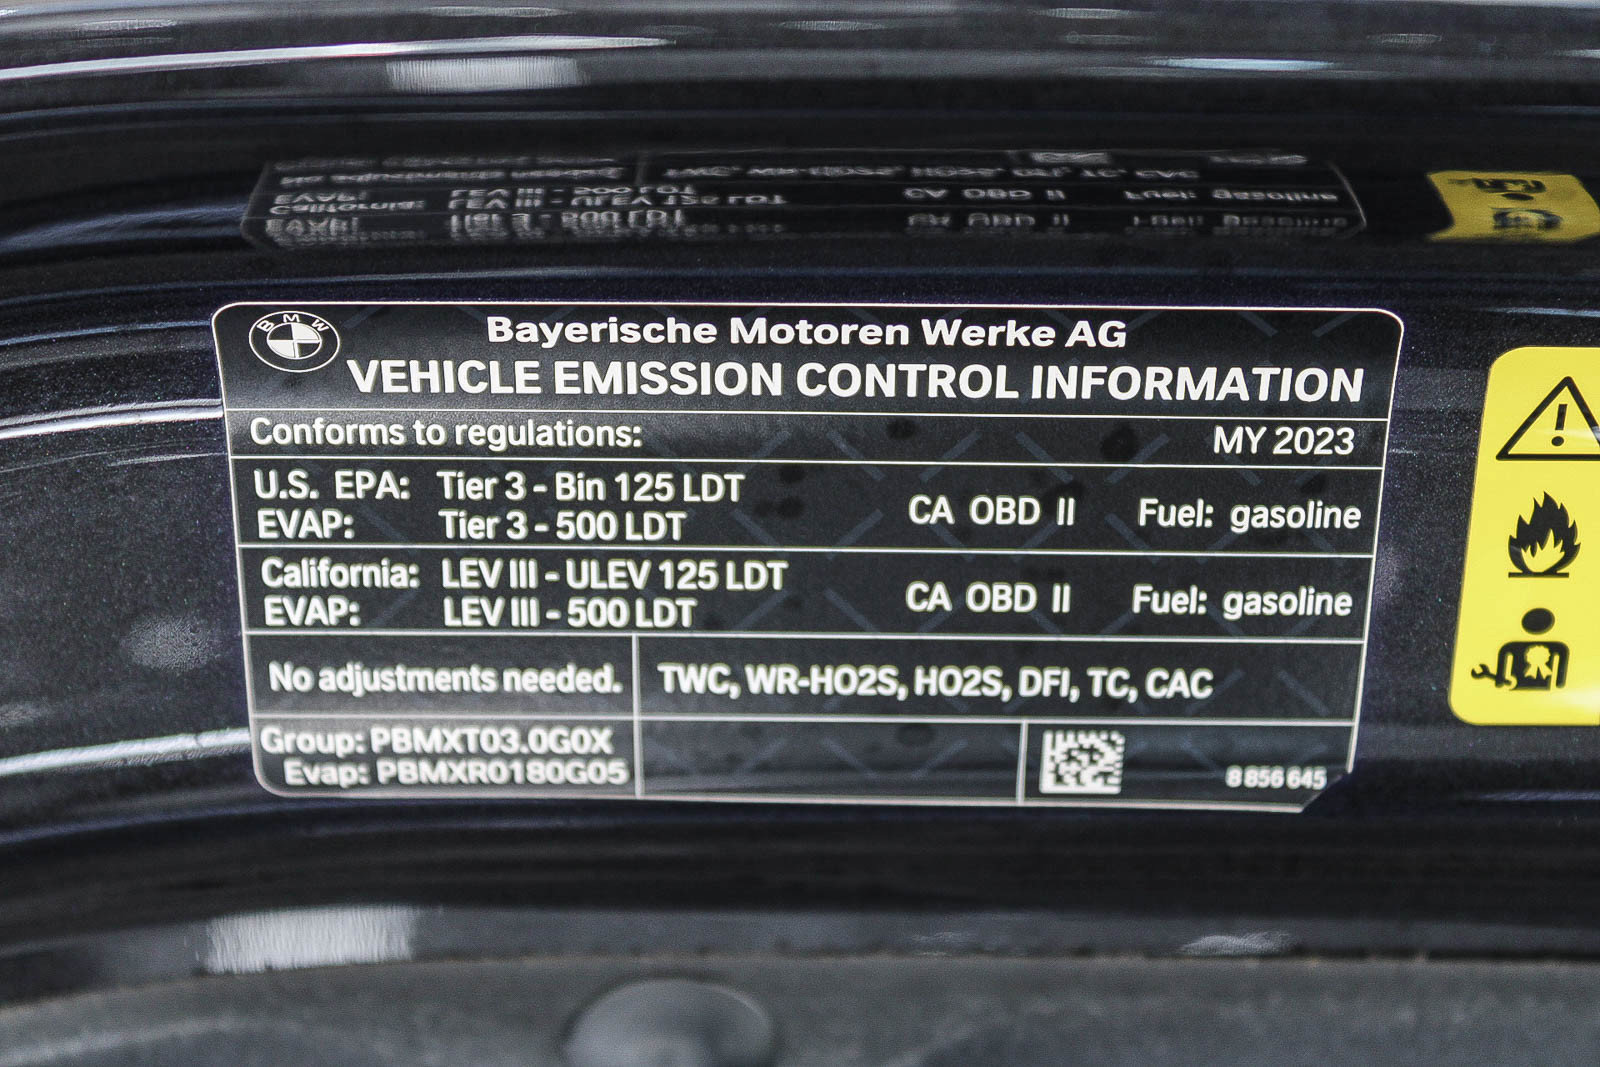 BMW
Bayerische Motoren Werke AG
VEHICLE EMISSION CONTROL INFORMATION
Conforms to regulations: MY 2023
U.S. EPA: Tier 3 - Bin 125 LDT CA OBD II Fuel: gasoline
EVAP: Tier 3 - 500 LDT
California: LEV III - ULEV 125 LDT CA OBD II Fuel: gasoline
EVAP: LEV III - 500 LDT
No adjustments needed. TWC, WR-HO2S, HO2S, DFI, TC, CAC
Group: PBMXT03.0G0X
Evap: PBMXR0180G05
8 856 645